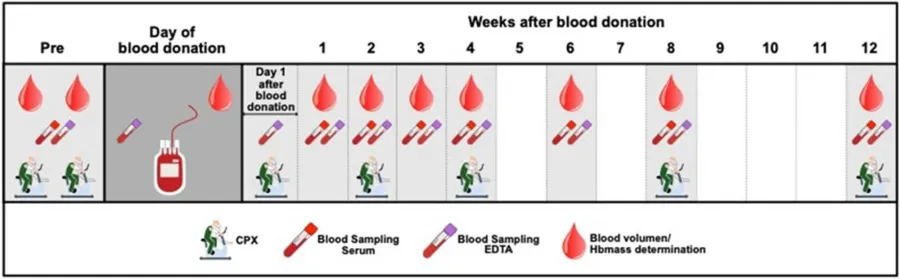 Weeks after blood donation
Pre
Day of
blood donation
1 2 3 4 5 6 7 8 9 10 11 12
Day 1
after
blood
donation
CPX
Blood Sampling
Serum
Blood Sampling
EDTA
Blood volumen/
Hbmass determination